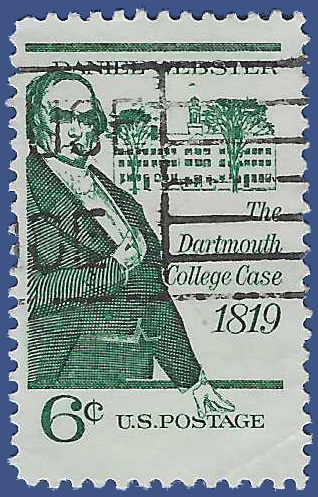 DANIEL WEBSTER
The
Dartmouth
College Case
1819
6¢ U.S. POSTAGE